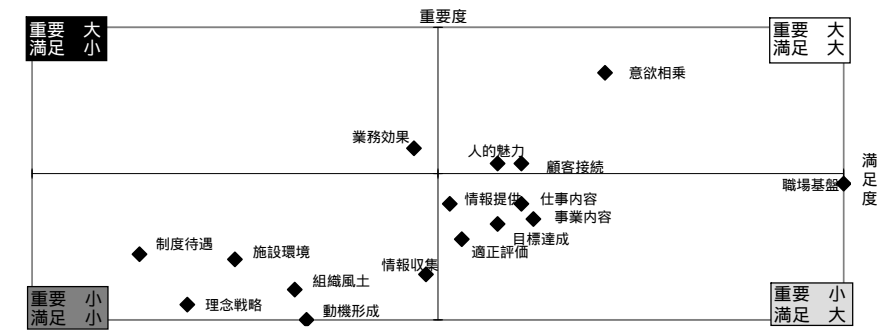 重要度
重要 大
満足 小
重要 大
満足 大
意欲相乗
業務効果
人的魅力
顧客接続
満足度
職場基盤
情報提供
仕事内容
事業内容
目標達成
適正評価
制度待遇
施設環境
情報収集
組織風土
理念戦略
動機形成
重要 小
満足 小
重要 小
満足 大